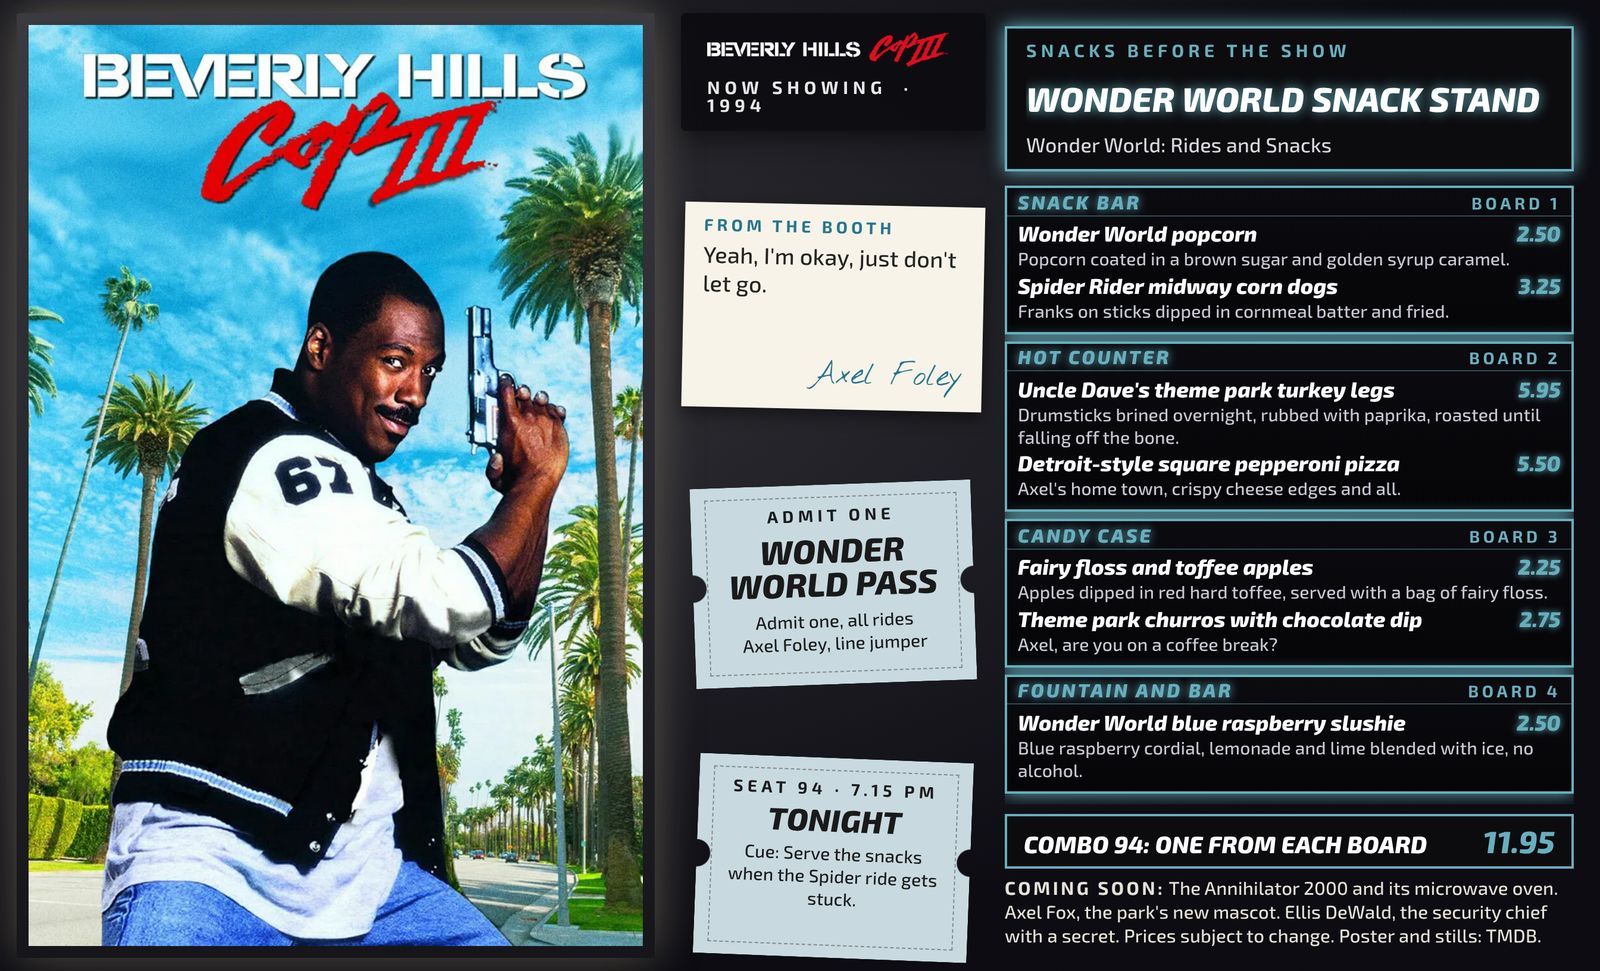 BEVERLY HILLS
Cop III
67
BEVERLY HILLS Cop III
NOW SHOWING ·
1994
FROM THE BOOTH
Yeah, I'm okay, just don't
let go.
Axel Foley
ADMIT ONE
WONDER
WORLD PASS
Admit one, all rides
Axel Foley, line jumper
SEAT 94 · 7.15 PM
TONIGHT
Cue: Serve the snacks
when the Spider ride gets
stuck.
SNACKS BEFORE THE SHOW
WONDER WORLD SNACK STAND
Wonder World: Rides and Snacks
SNACK BAR BOARD 1
Wonder World popcorn 2.50
Popcorn coated in a brown sugar and golden syrup caramel.
Spider Rider midway corn dogs 3.25
Franks on sticks dipped in cornmeal batter and fried.
HOT COUNTER BOARD 2
Uncle Dave's theme park turkey legs 5.95
Drumsticks brined overnight, rubbed with paprika, roasted until
falling off the bone.
Detroit-style square pepperoni pizza 5.50
Axel's home town, crispy cheese edges and all.
CANDY CASE BOARD 3
Fairy floss and toffee apples 2.25
Apples dipped in red hard toffee, served with a bag of fairy floss.
Theme park churros with chocolate dip 2.75
Axel, are you on a coffee break?
FOUNTAIN AND BAR BOARD 4
Wonder World blue raspberry slushie 2.50
Blue raspberry cordial, lemonade and lime blended with ice, no
alcohol.
COMBO 94: ONE FROM EACH BOARD 11.95
COMING SOON: The Annihilator 2000 and its microwave oven.
Axel Fox, the park's new mascot. Ellis DeWald, the security chief
with a secret. Prices subject to change. Poster and stills: TMDB.